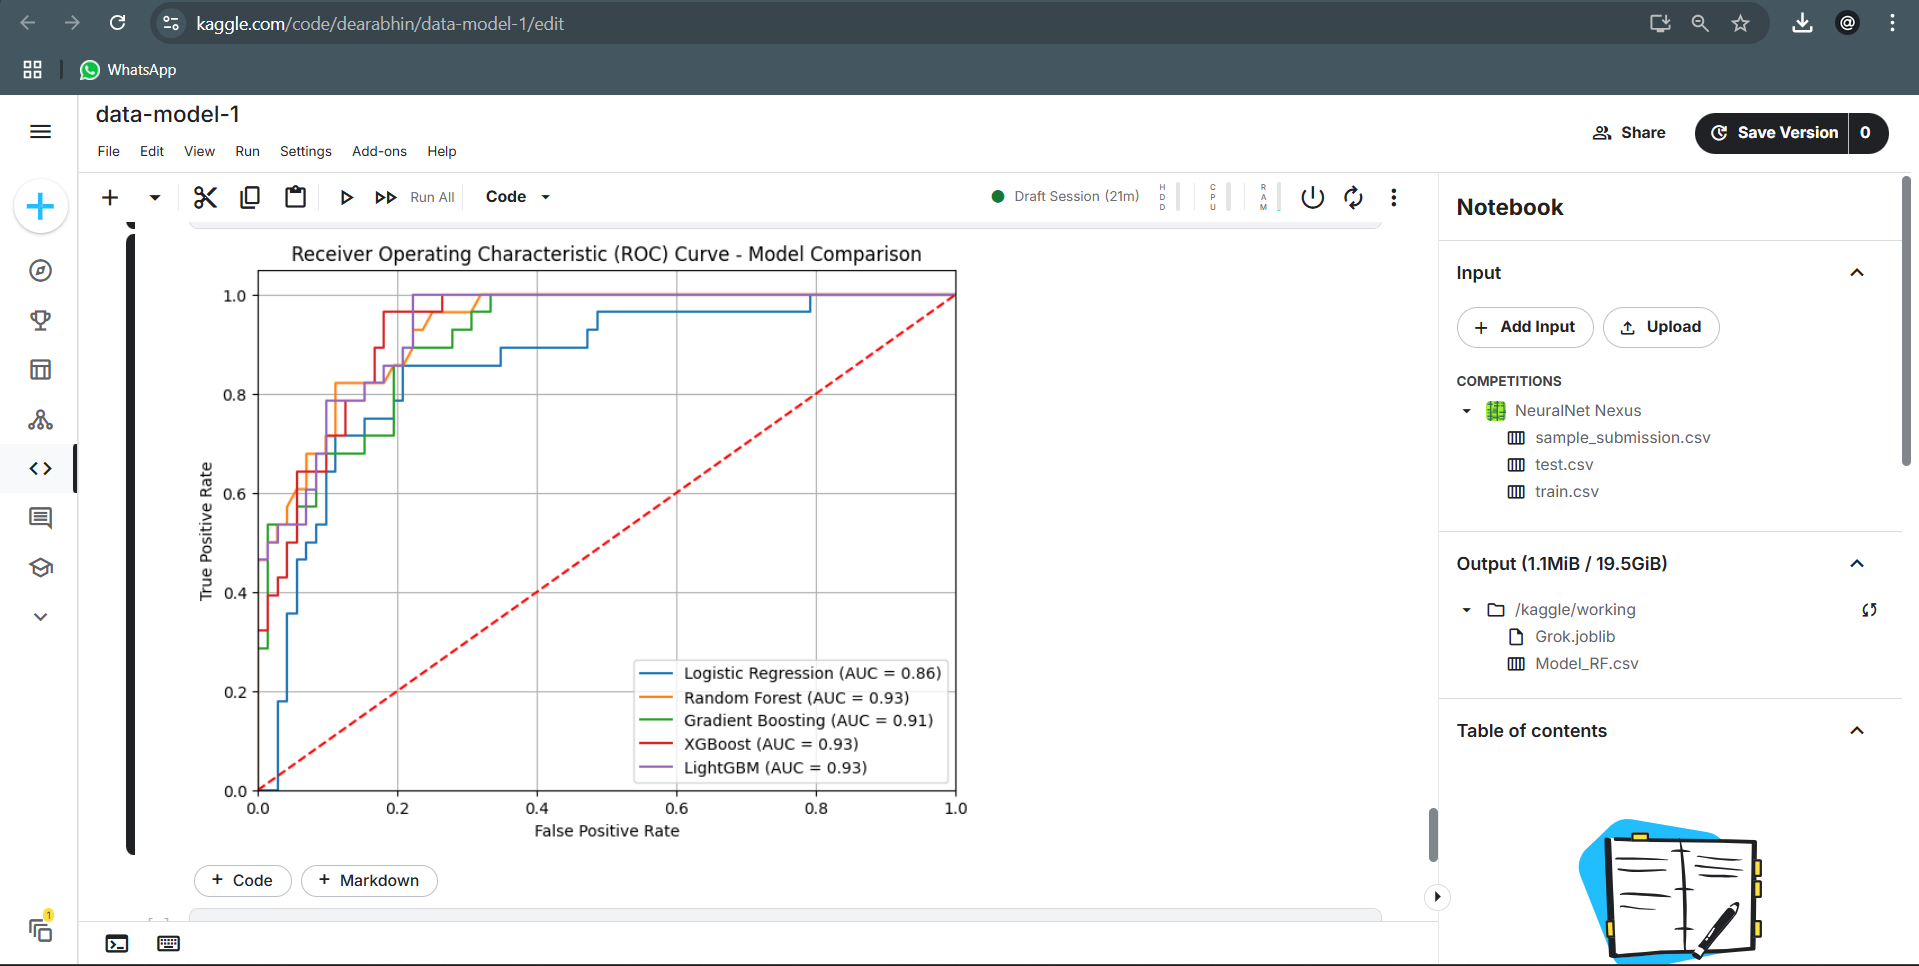 kaggle.com/code/dearabhin/data-model-1/edit
@
WhatsApp
data-model-1
File Edit View Run Settings Add-ons Help
Share
Save Version 0
Run All
Code
Draft Session (21m)
HDD
CPU
RAM
Receiver Operating Characteristic (ROC) Curve - Model Comparison
1.0
0.8
0.6
0.4
0.2
0.0
True Positive Rate
0.0 0.2 0.4 0.6 0.8 1.0
False Positive Rate
Logistic Regression (AUC = 0.86)
Random Forest (AUC = 0.93)
Gradient Boosting (AUC = 0.91)
XGBoost (AUC = 0.93)
LightGBM (AUC = 0.93)
+ Code
+ Markdown
1
Notebook
Input
+ Add Input
Upload
COMPETITIONS
NeuralNet Nexus
sample_submission.csv
test.csv
train.csv
Output (1.1MiB / 19.5GiB)
/kaggle/working
Grok.joblib
Model_RF.csv
Table of contents